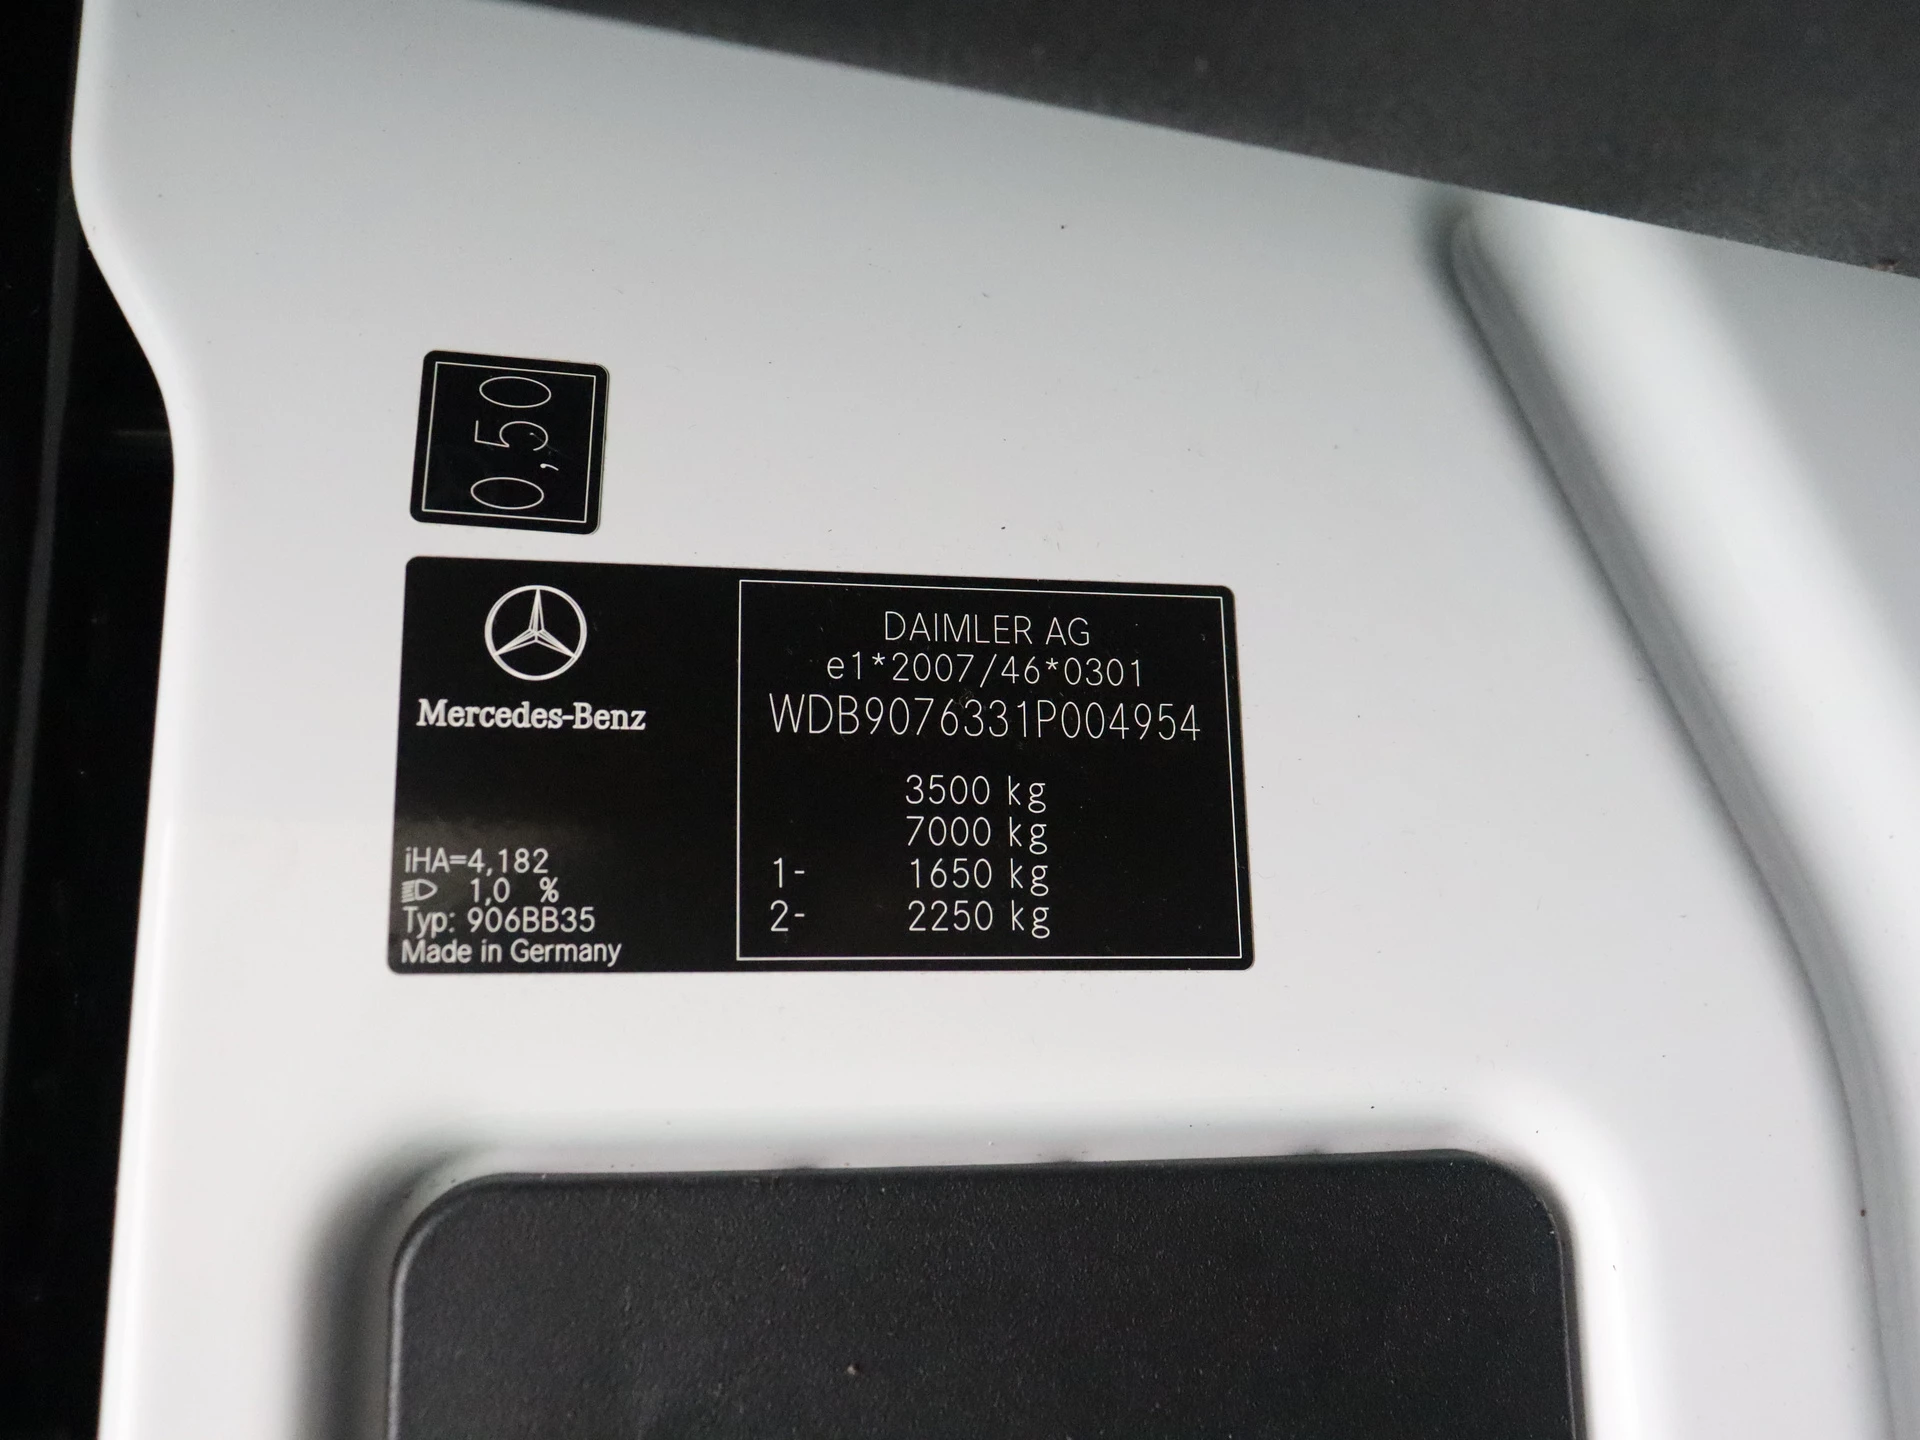 0,50
Mercedes-Benz
iHA=4,182
1,0 %
Typ: 906BB35
Made in Germany
DAIMLER AG
e1*2007/46*0301
WDB9076331P004954
3500 kg
7000 kg
1- 1650 kg
2- 2250 kg